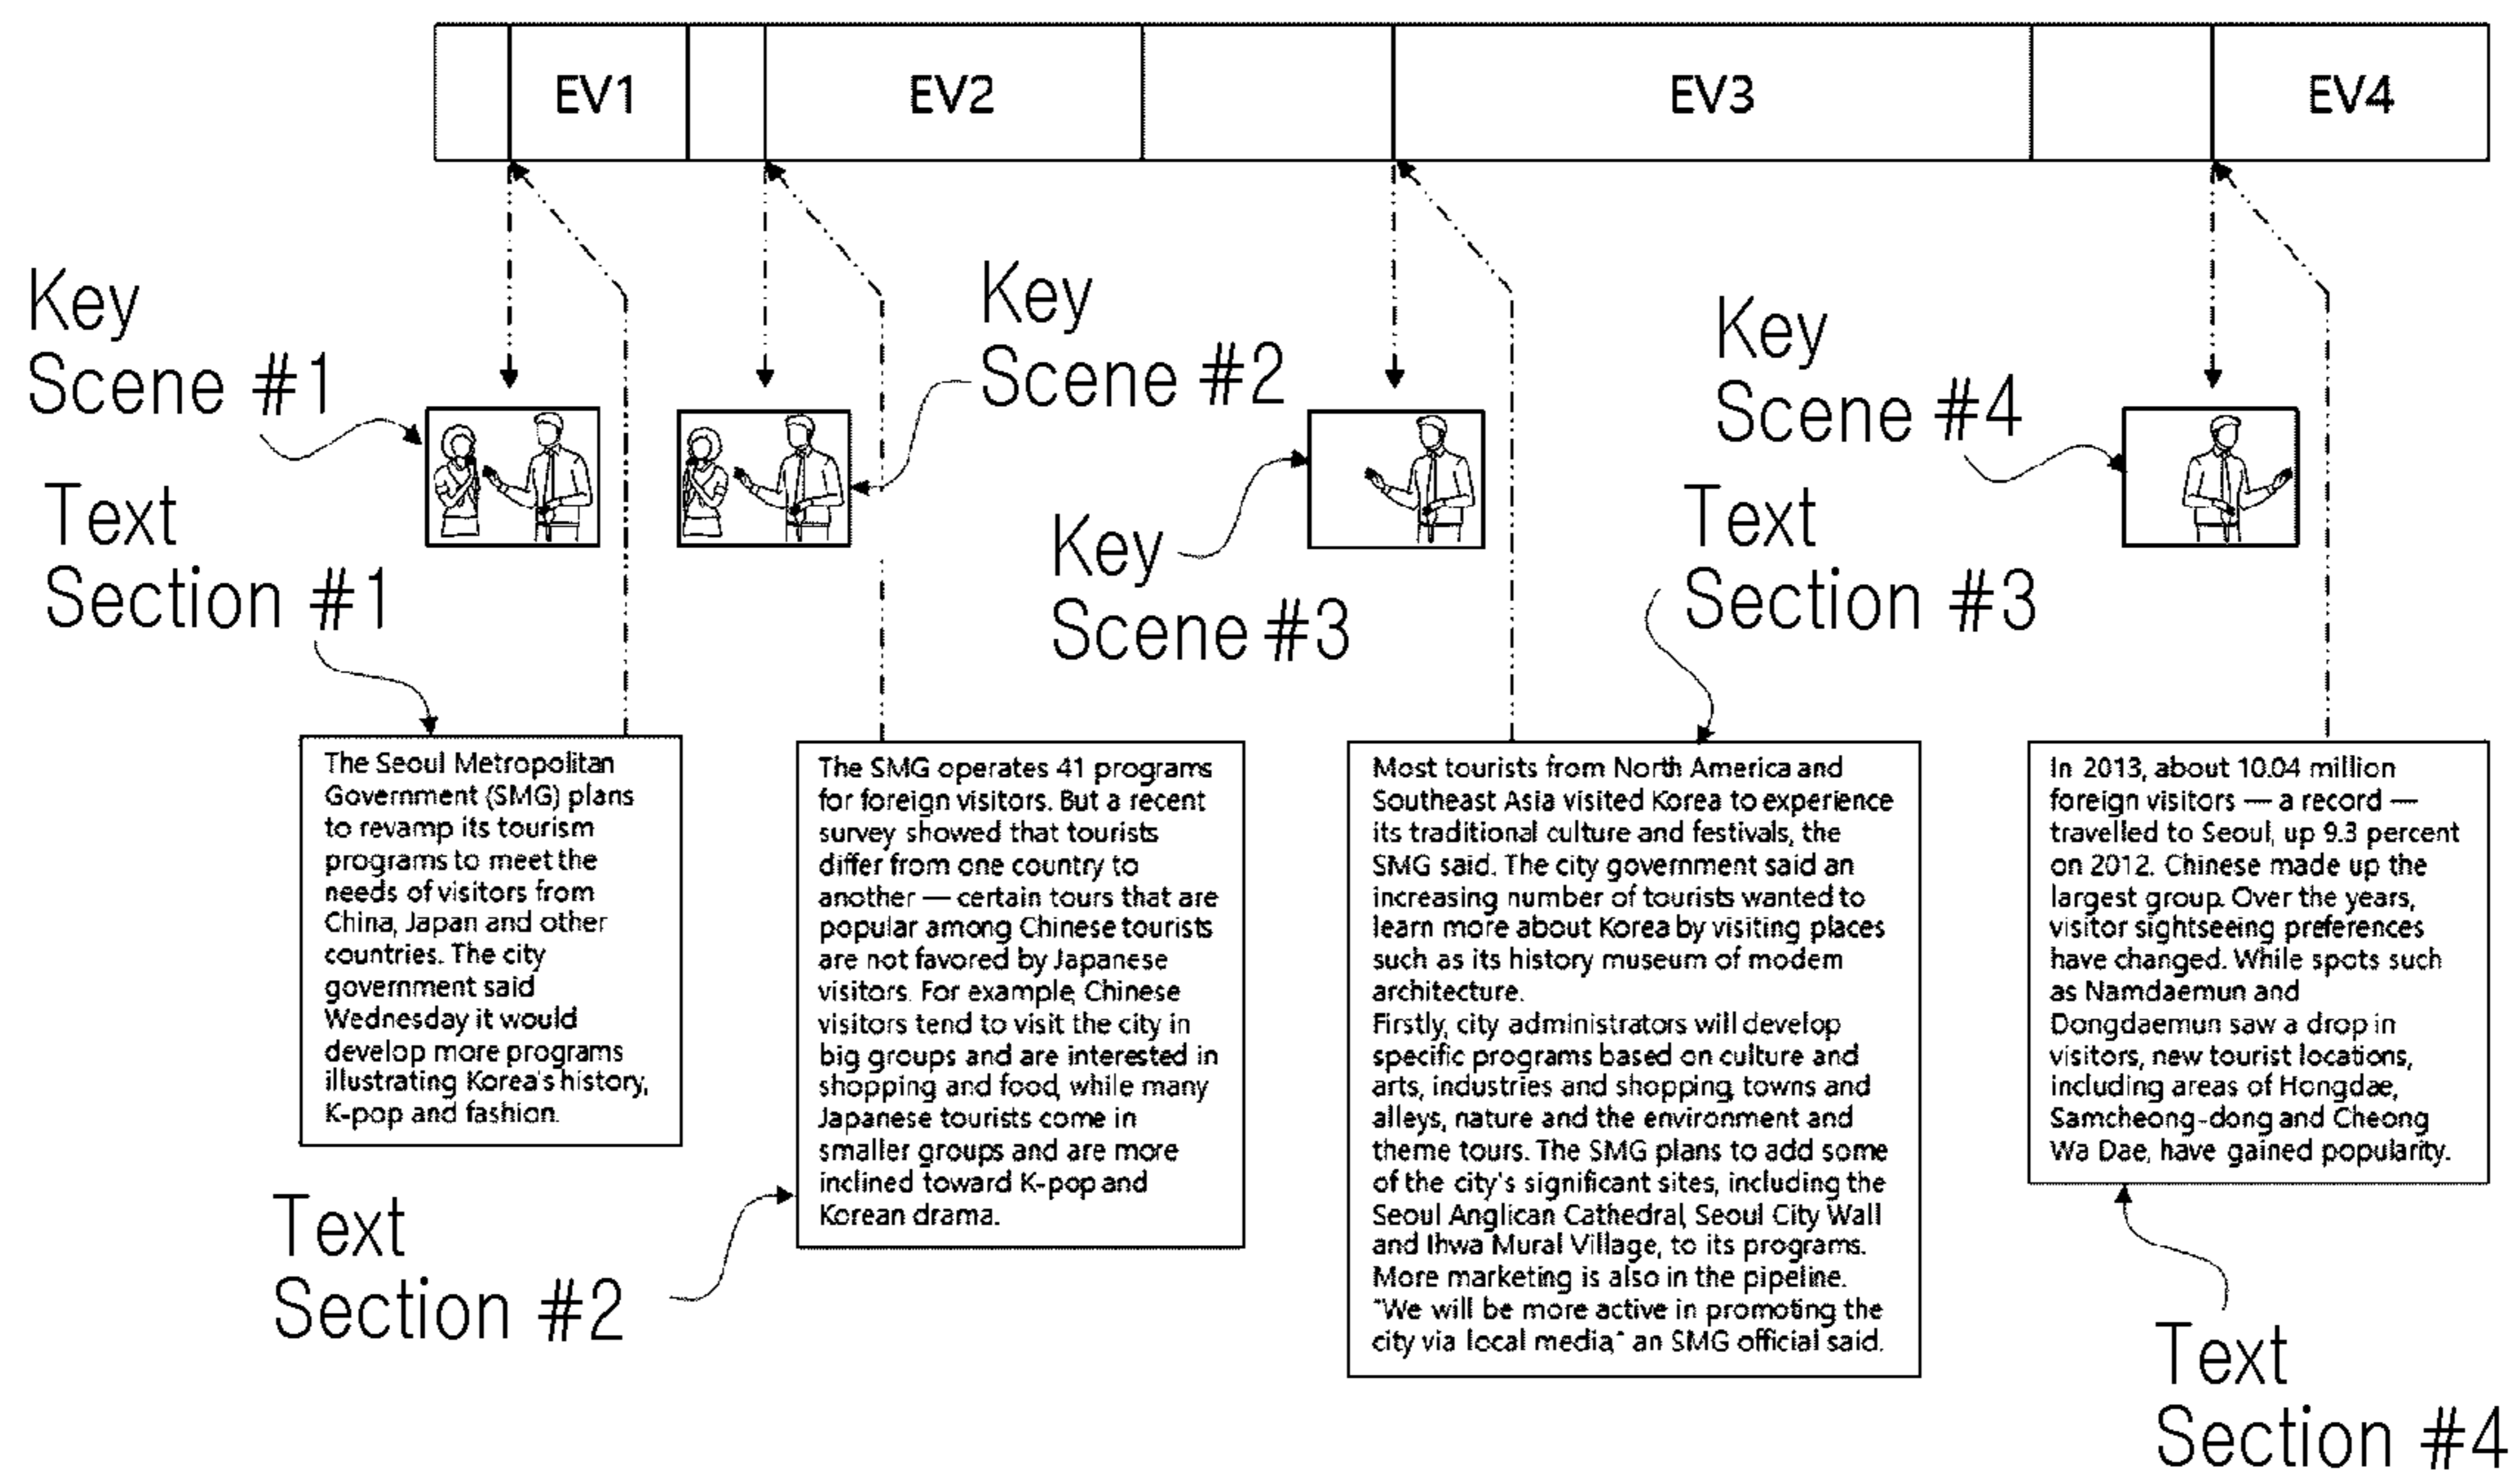 EV1
EV2
EV3
EV4
Key
Scene #1
Key
Scene #2
Key
Scene #3
Key
Scene #4
Text
Section #1
The Seoul Metropolitan
Government (SMG) plans
to revamp its tourism
programs to meet the
needs of visitors from
China, Japan and other
countries. The city
government said
Wednesday it would
develop more programs
illustrating Korea's history,
K-pop and fashion.
Text
Section #2
The SMG operates 41 programs
for foreign visitors. But a recent
survey showed that tourists
differ from one country to
another — certain tours that are
popular among Chinese tourists
are not favored by Japanese
visitors. For example, Chinese
visitors tend to visit the city in
big groups and are interested in
shopping and food, while many
Japanese tourists come in
smaller groups and are more
inclined toward K-pop and
Korean drama.
Text
Section #3
Most tourists from North America and
Southeast Asia visited Korea to experience
its traditional culture and festivals, the
SMG said. The city government said an
increasing number of tourists wanted to
learn more about Korea by visiting places
such as its history museum of modern
architecture.
Firstly, city administrators will develop
specific programs based on culture and
arts, industries and shopping, towns and
alleys, nature and the environment and
theme tours. The SMG plans to add some
of the city's significant sites, including the
Seoul Anglican Cathedral, Seoul City Wall
and Ihwa Mural Village, to its programs.
More marketing is also in the pipeline.
"We will be more active in promoting the
city via local media," an SMG official said.
In 2013, about 10.04 million
foreign visitors — a record —
travelled to Seoul, up 9.3 percent
on 2012. Chinese made up the
largest group. Over the years,
visitor sightseeing preferences
have changed. While spots such
as Namdaemun and
Dongdaemun saw a drop in
visitors, new tourist locations,
including areas of Hongdae,
Samcheong-dong and Cheong
Wa Dae, have gained popularity.
Text
Section #4